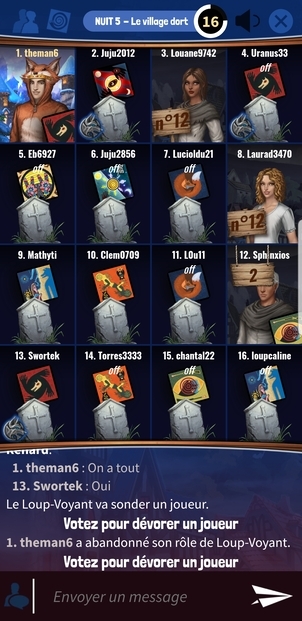 NUIT 5 – Le village dort 16
1. theman6 2. Juju2012 3. Louane9742 4. Uranus33
off
n°12
5. Eb6927 6. Juju2856 7. Lucioldu21 8. Laurad3470
off off off
n°12
9. Mathyti 10. Clem0709 11. L0u11 12. Sphinxios
off
2
13. Swortek 14. Torres3333 15. chantal22 16. loupcaline
off off off
Renard.
1. theman6 : On a tout
13. Swortek : Oui
Le Loup-Voyant va sonder un joueur.
Votez pour dévorer un joueur
1. theman6 a abandonné son rôle de Loup-Voyant.
Votez pour dévorer un joueur
Envoyer un message